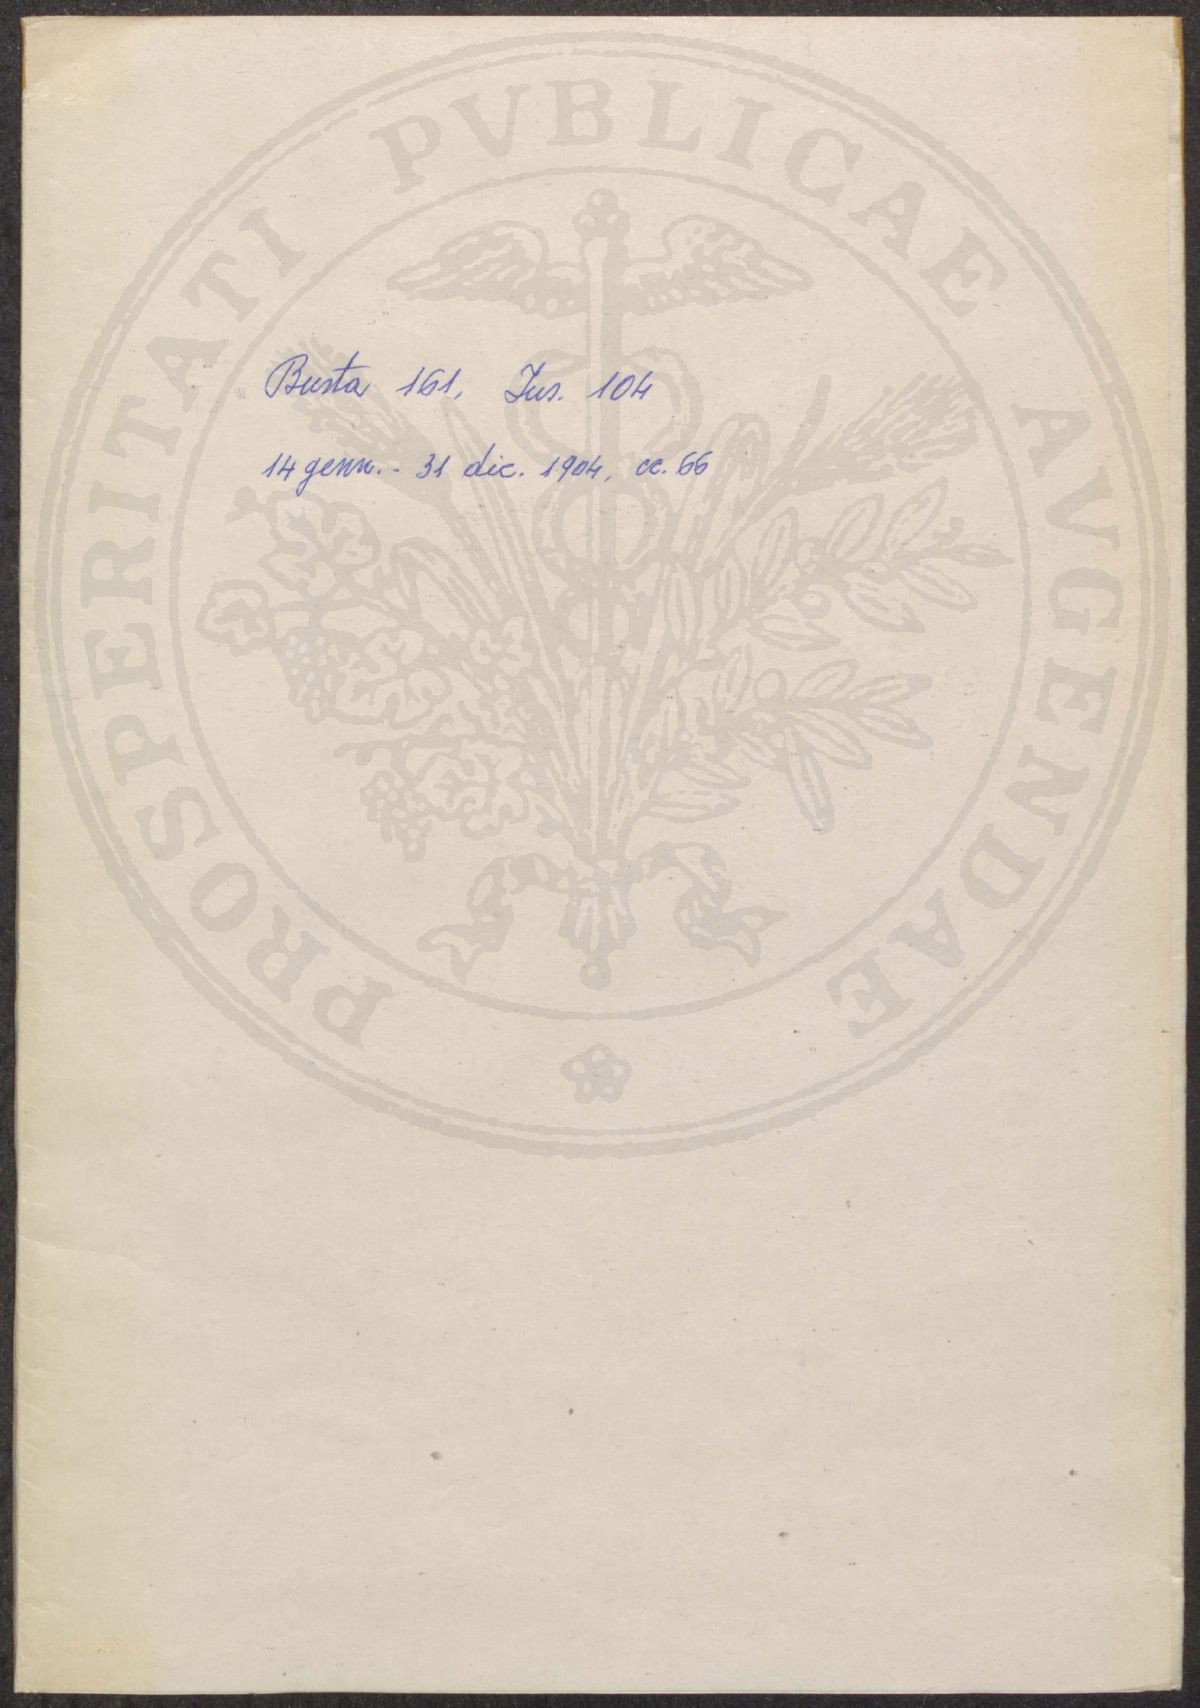 PROSPERITATI PVBLICAE AVGENDAE
Busta 161, Ins. 104
14 genn. - 31 dic. 1904, cc. 66